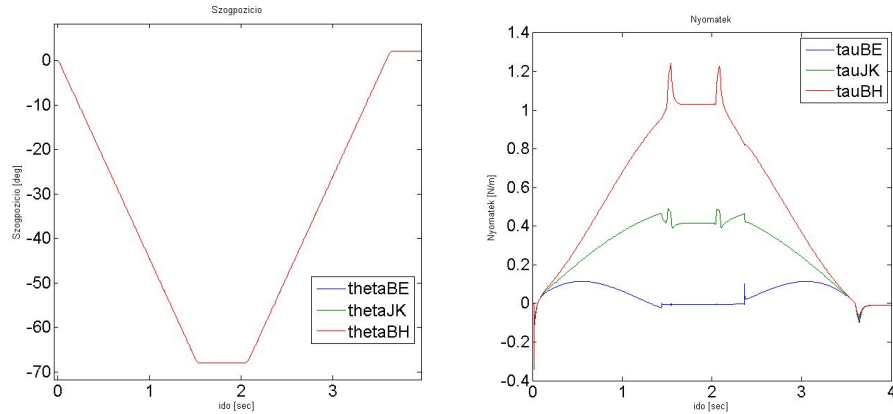 Szogpozicio
0
-10
-20
-30
-40
-50
-60
-70
Szogpozicio [deg]
0
1
2
3
ido [sec]
thetaBE
thetaJK
thetaBH
Nyomatek
1.4
1.2
1
0.8
0.6
0.4
0.2
0
-0.2
-0.4
Nyomatek [N/m]
0
1
2
3
4
ido [sec]
tauBE
tauJK
tauBH